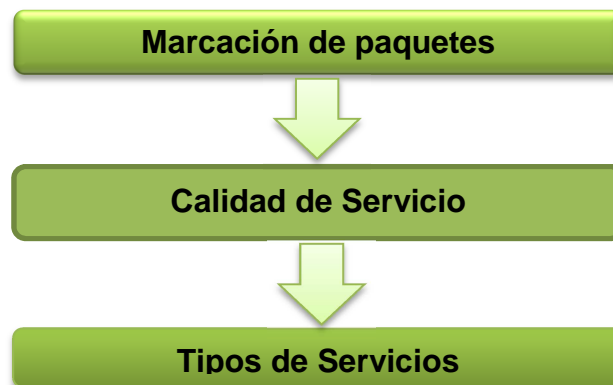 Marcación de paquetes
Calidad de Servicio
Tipos de Servicios